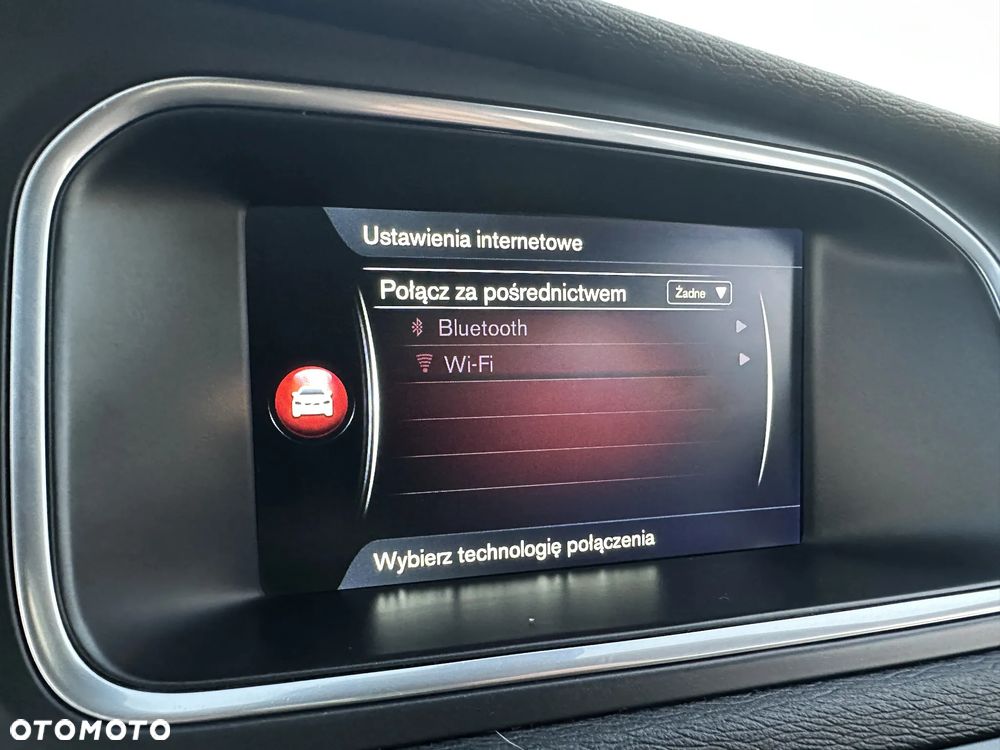 Ustawienia internetowe
Połącz za pośrednictwem Żadne
Bluetooth
Wi-Fi
Wybierz technologię połączenia
OTOMOTO